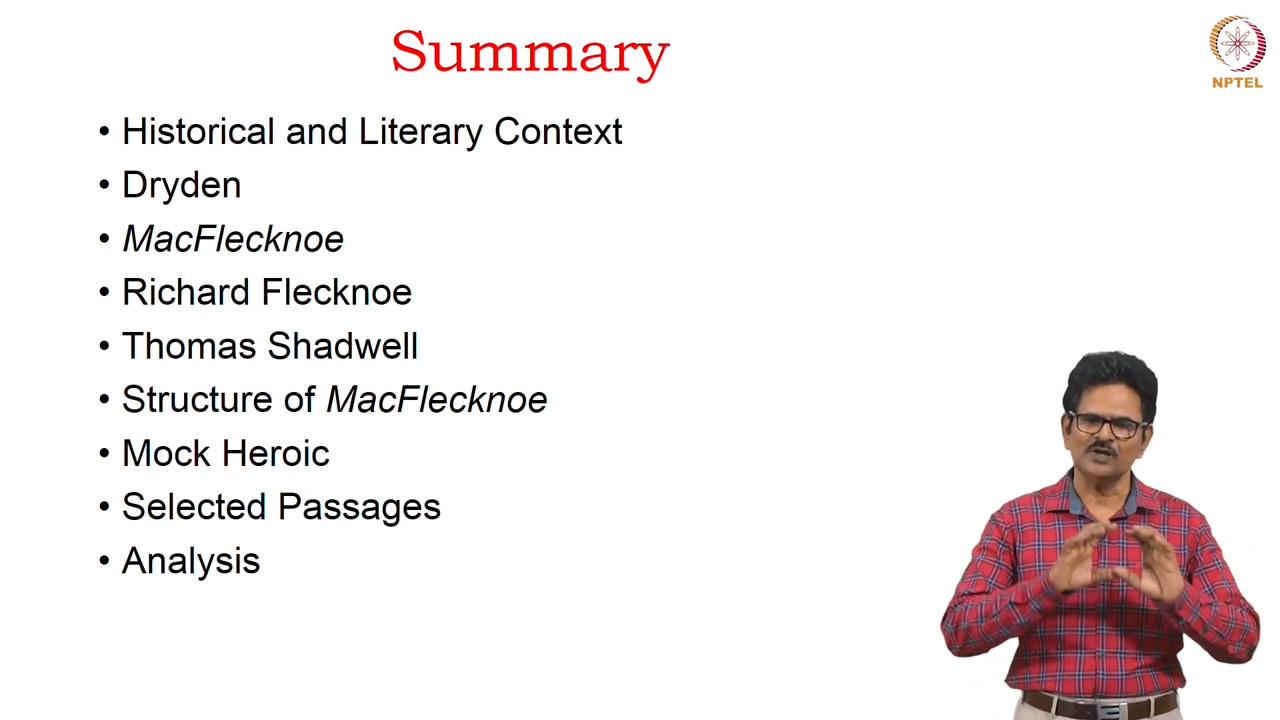 Summary
NPTEL
• Historical and Literary Context
• Dryden
• MacFlecknoe
• Richard Flecknoe
• Thomas Shadwell
• Structure of MacFlecknoe
• Mock Heroic
• Selected Passages
• Analysis